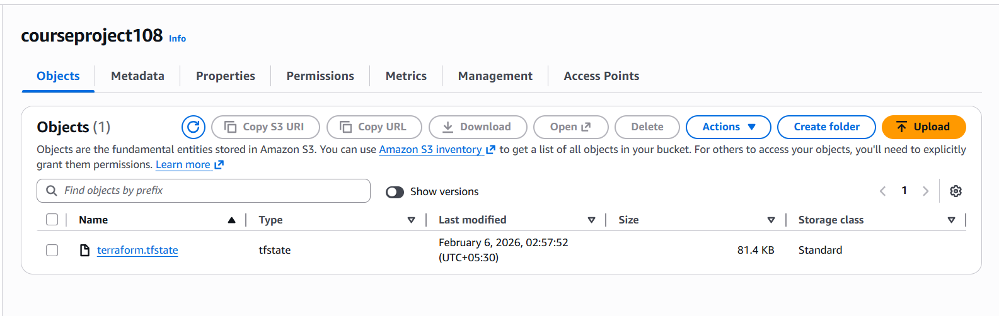 courseproject108 Info
Objects Metadata Properties Permissions Metrics Management Access Points
Objects (1) Copy S3 URI Copy URL Download Open Delete Actions Create folder Upload
Objects are the fundamental entities stored in Amazon S3. You can use Amazon S3 inventory to get a list of all objects in your bucket. For others to access your objects, you'll need to explicitly
grant them permissions. Learn more
Find objects by prefix Show versions 1
Name Type Last modified Size Storage class
terraform.tfstate tfstate February 6, 2026, 02:57:52 (UTC+05:30) 81.4 KB Standard